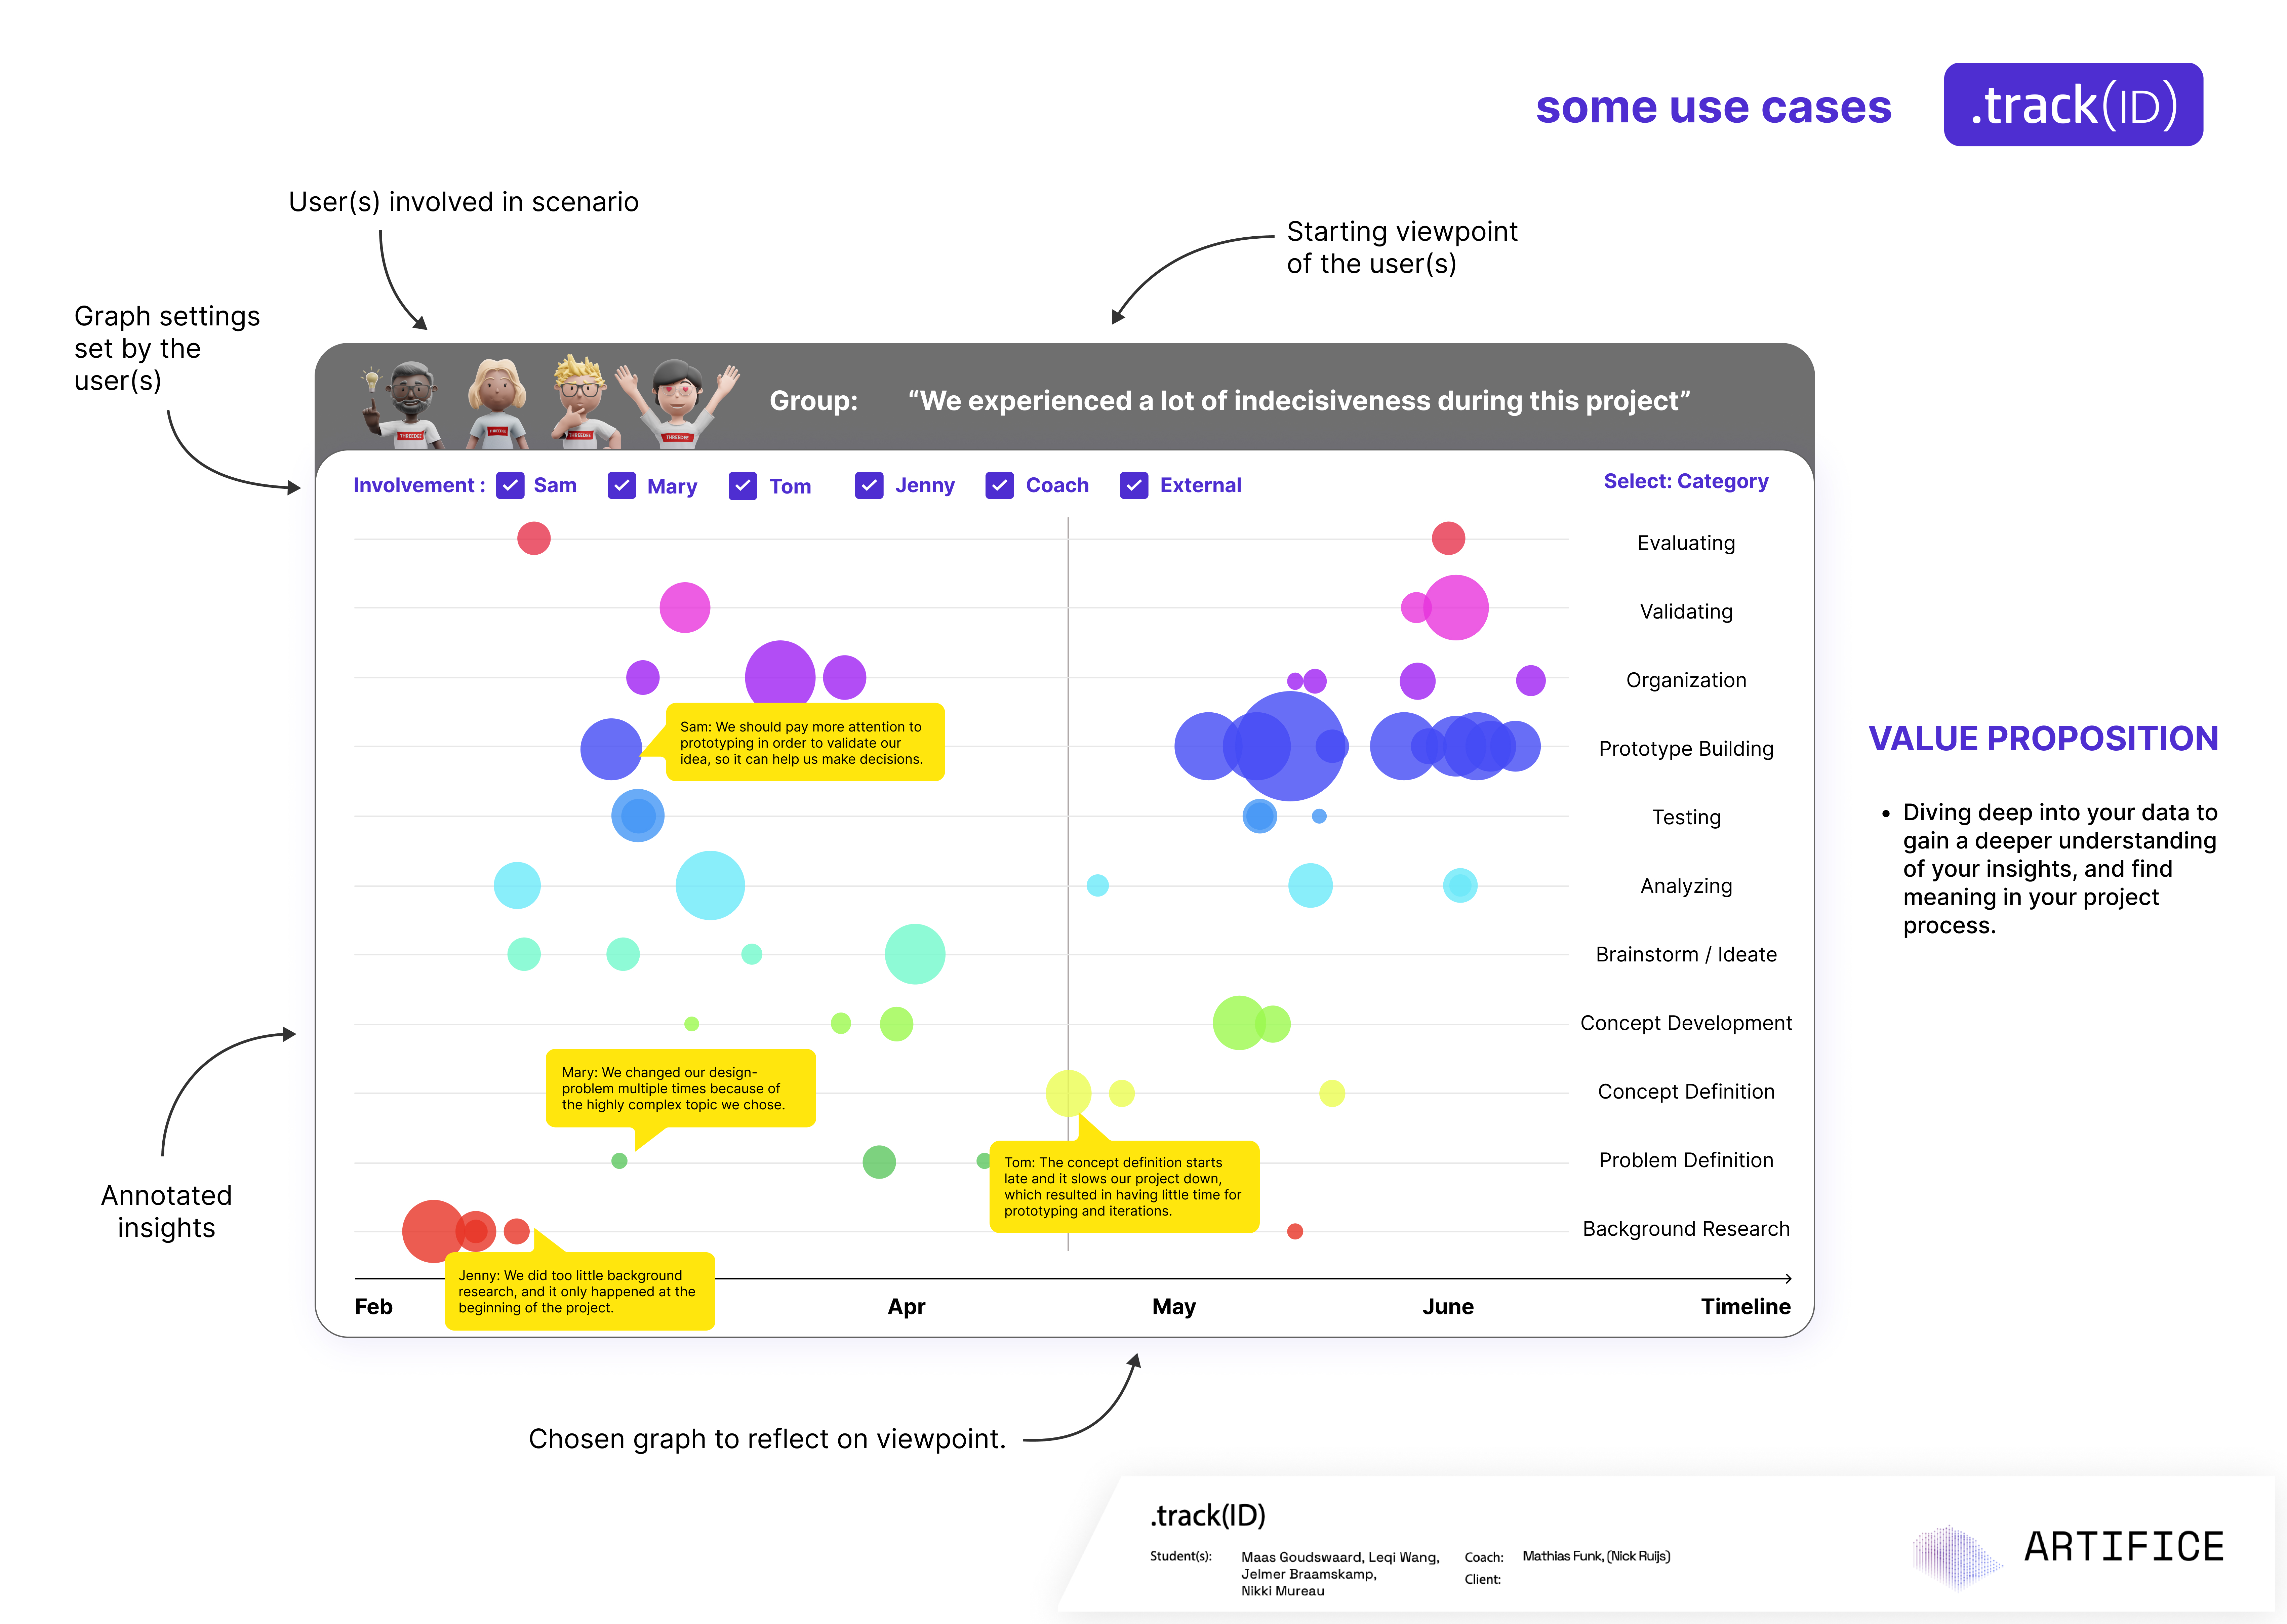 some use cases
.track(ID)
User(s) involved in scenario
Starting viewpoint
of the user(s)
Graph settings
set by the
user(s)
THREEDEE
THREEDEE
THREEDEE
THREEDEE
Group:
“We experienced a lot of indecisiveness during this project”
Involvement :
Sam
Mary
Tom
Jenny
Coach
External
Select: Category
Evaluating
Validating
Organization
Sam: We should pay more attention to
prototyping in order to validate our
idea, so it can help us make decisions.
Prototype Building
Testing
Analyzing
Brainstorm / Ideate
Concept Development
Mary: We changed our design-
problem multiple times because of
the highly complex topic we chose.
Concept Definition
Tom: The concept definition starts
late and it slows our project down,
which resulted in having little time for
prototyping and iterations.
Problem Definition
Background Research
Jenny: We did too little background
research, and it only happened at the
beginning of the project.
Feb
Apr
May
June
Timeline
VALUE PROPOSITION
• Diving deep into your data to
gain a deeper understanding
of your insights, and find
meaning in your project
process.
Annotated
insights
Chosen graph to reflect on viewpoint.
.track(ID)
Student(s):
Maas Goudswaard, Leqi Wang,
Jelmer Braamskamp,
Nikki Mureau
Coach:
Mathias Funk, (Nick Ruijs)
Client:
ARTIFICE